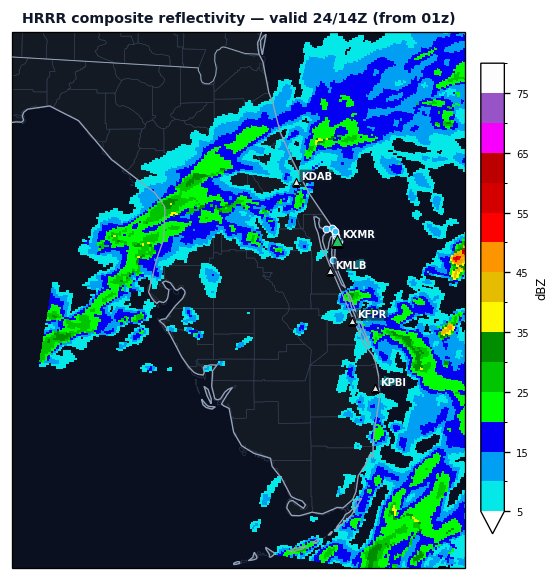 HRRR composite reflectivity — valid 24/14Z (from 01z)
KDAB
KXMR
KMLB
KFPR
KPBI
75
65
55
45
35
25
15
5
dBZ